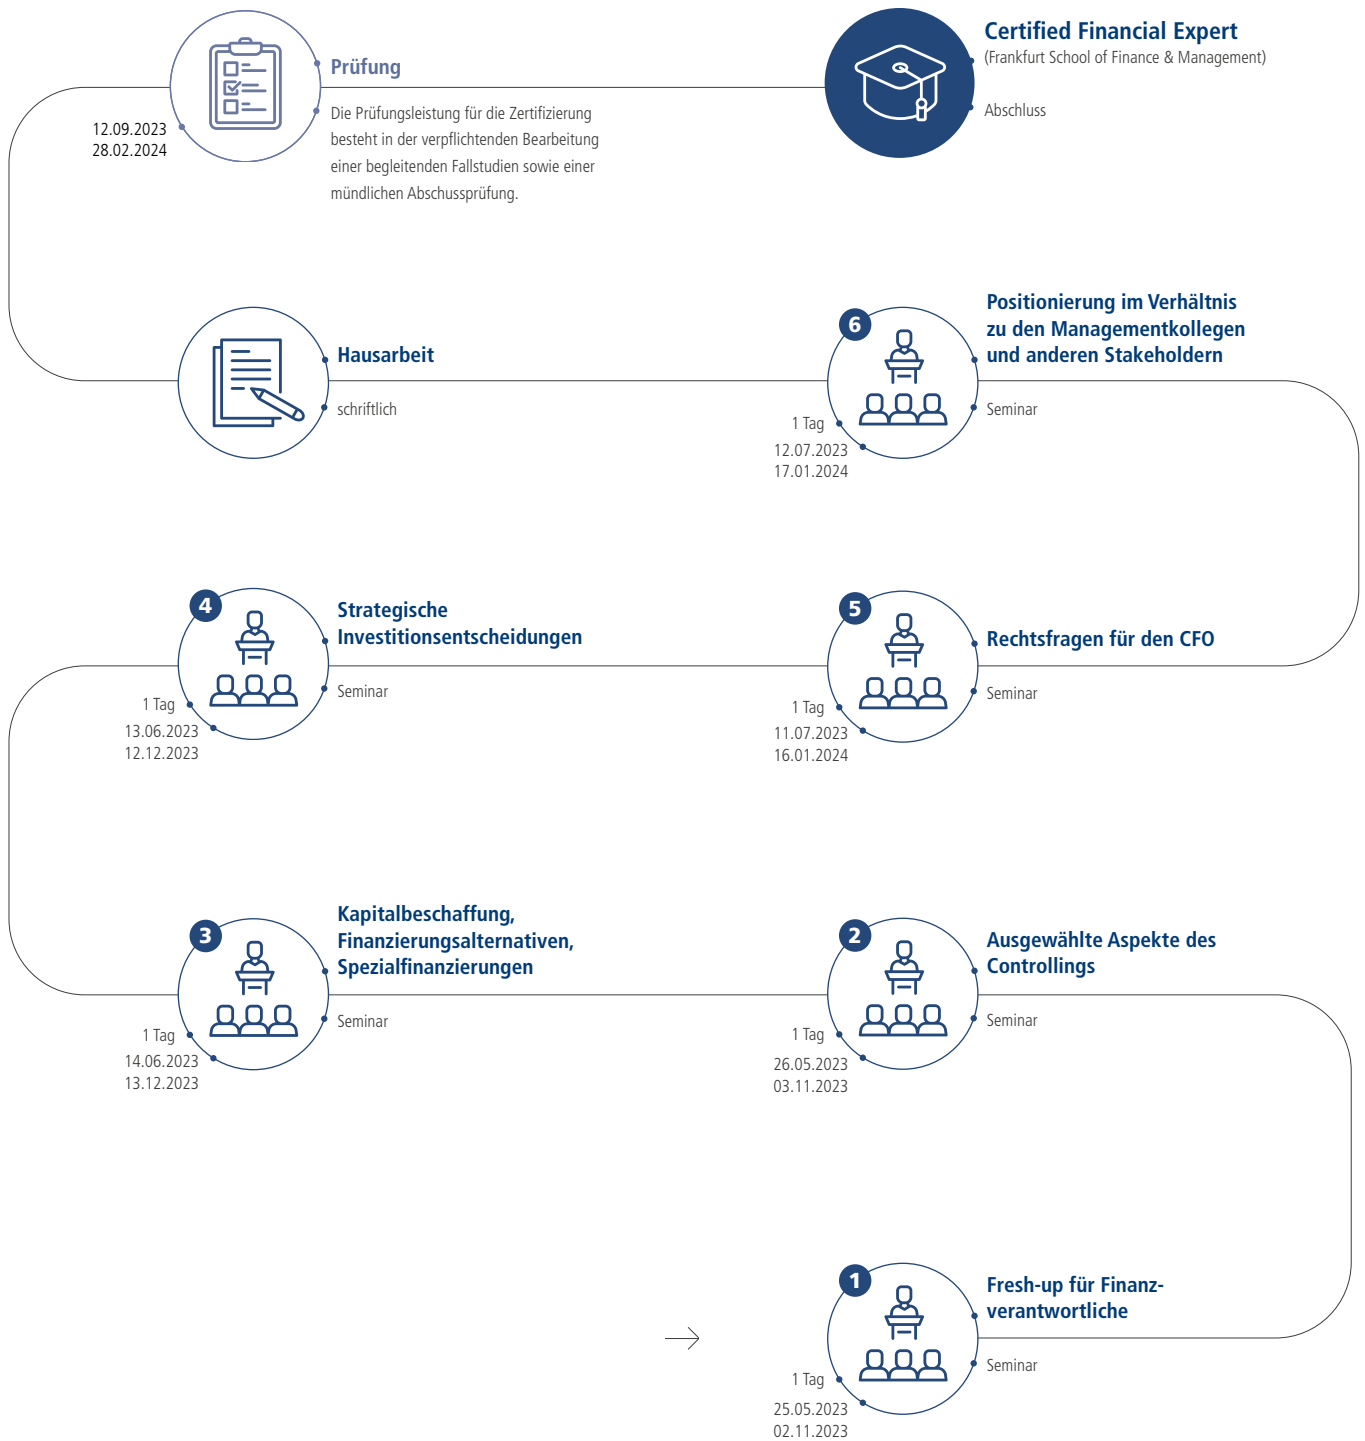 Prüfung
Die Prüfungsleistung für die Zertifizierung
besteht in der verpflichtenden Bearbeitung
einer begleitenden Fallstudien sowie einer
mündlichen Abschussprüfung.
12.09.2023
28.02.2024
Certified Financial Expert
(Frankfurt School of Finance & Management)
Abschluss
Hausarbeit
schriftlich
6
Positionierung im Verhältnis
zu den Managementkollegen
und anderen Stakeholdern
Seminar
1 Tag
12.07.2023
17.01.2024
4
Strategische
Investitionsentscheidungen
Seminar
1 Tag
13.06.2023
12.12.2023
5
Rechtsfragen für den CFO
Seminar
1 Tag
11.07.2023
16.01.2024
3
Kapitalbeschaffung,
Finanzierungsalternativen,
Spezialfinanzierungen
Seminar
1 Tag
14.06.2023
13.12.2023
2
Ausgewählte Aspekte des
Controllings
Seminar
1 Tag
26.05.2023
03.11.2023
1
Fresh-up für Finanz-
verantwortliche
Seminar
1 Tag
25.05.2023
02.11.2023